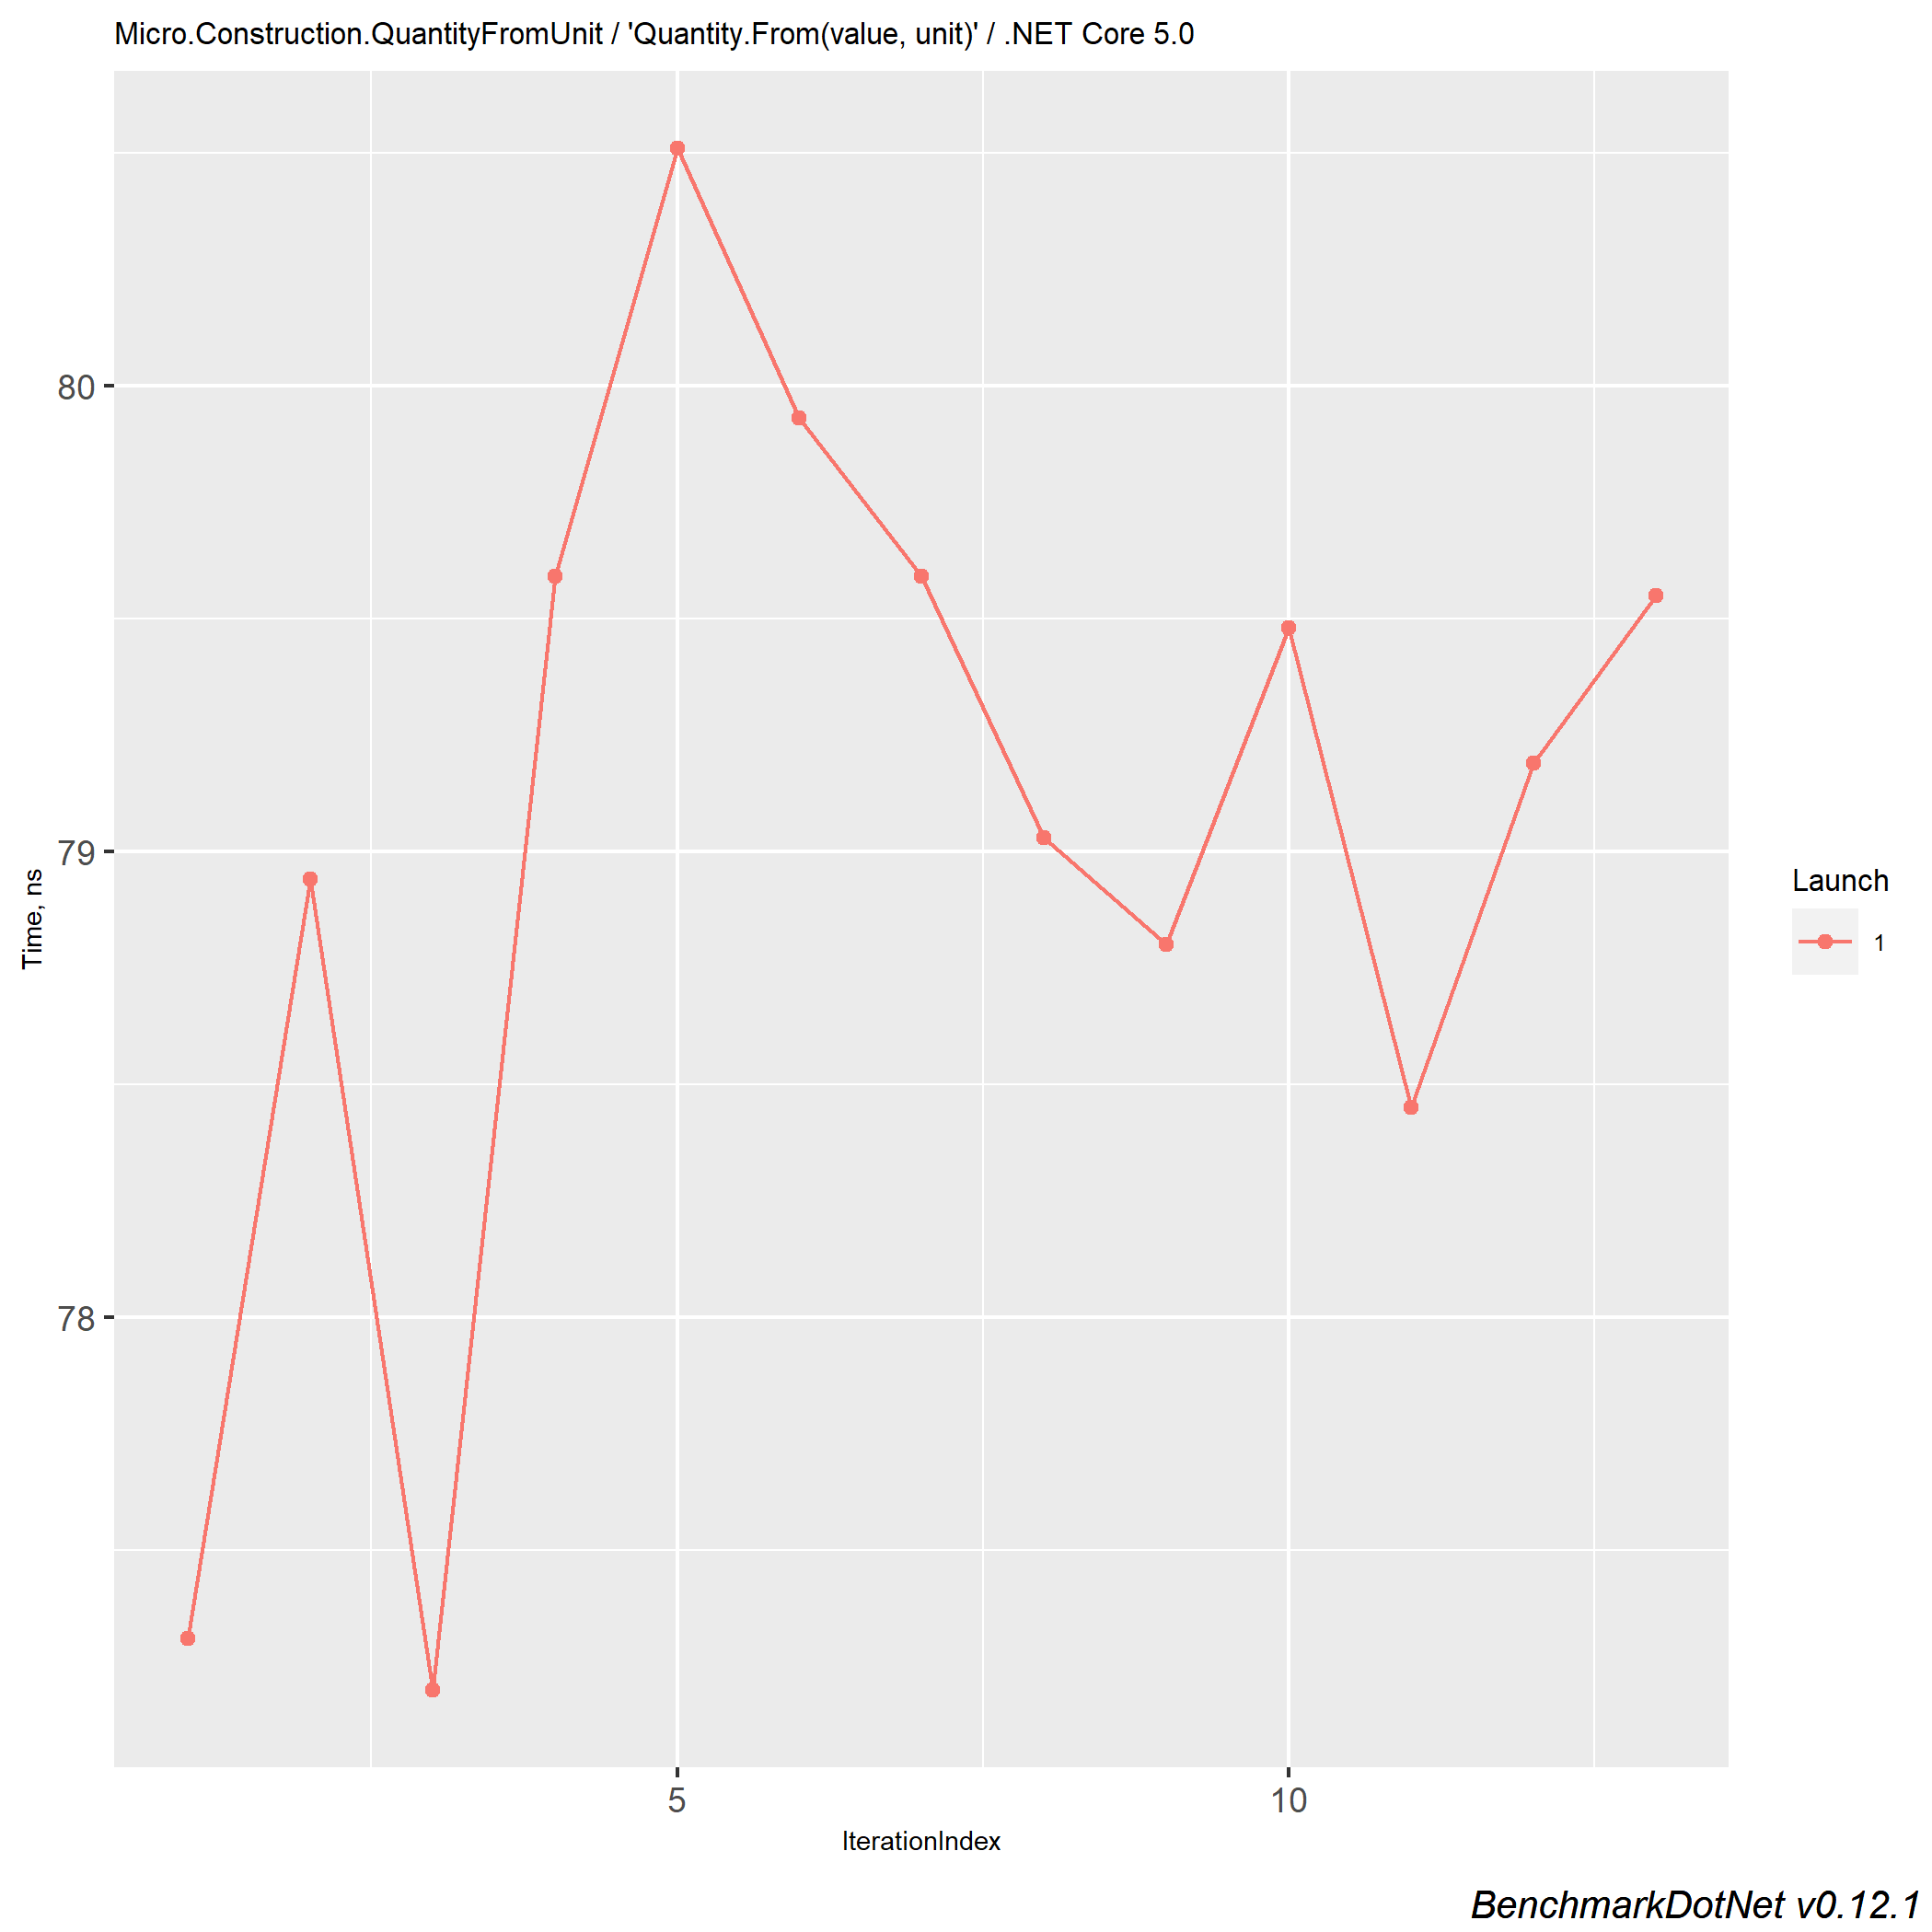 Micro.Construction.QuantityFromUnit / 'Quantity.From(value, unit)' / .NET Core 5.0
80
79
78
Time, ns
5
10
IterationIndex
Launch
1
BenchmarkDotNet v0.12.1